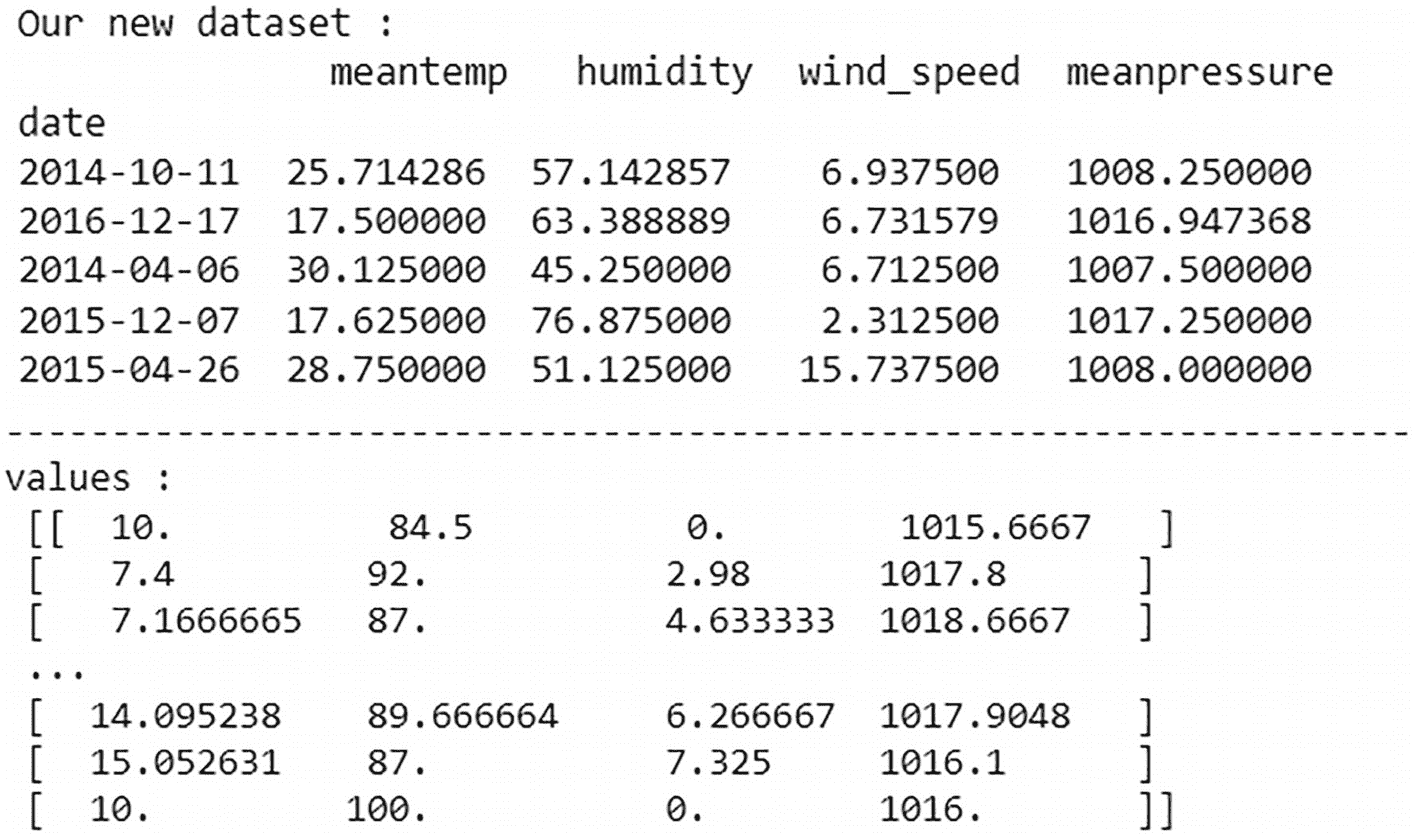 Our new dataset :
meantemp humidity wind_speed meanpressure
date
2014-10-11 25.714286 57.142857 6.937500 1008.250000
2016-12-17 17.500000 63.388889 6.731579 1016.947368
2014-04-06 30.125000 45.250000 6.712500 1007.500000
2015-12-07 17.625000 76.875000 2.312500 1017.250000
2015-04-26 28.750000 51.125000 15.737500 1008.000000
--------------------------------------------------------------------
values :
[[ 10. 84.5 0. 1015.6667 ]
[ 7.4 92. 2.98 1017.8 ]
[ 7.1666665 87. 4.633333 1018.6667 ]
...
[ 14.095238 89.666664 6.266667 1017.9048 ]
[ 15.052631 87. 7.325 1016.1 ]
[ 10. 100. 0. 1016. ]]